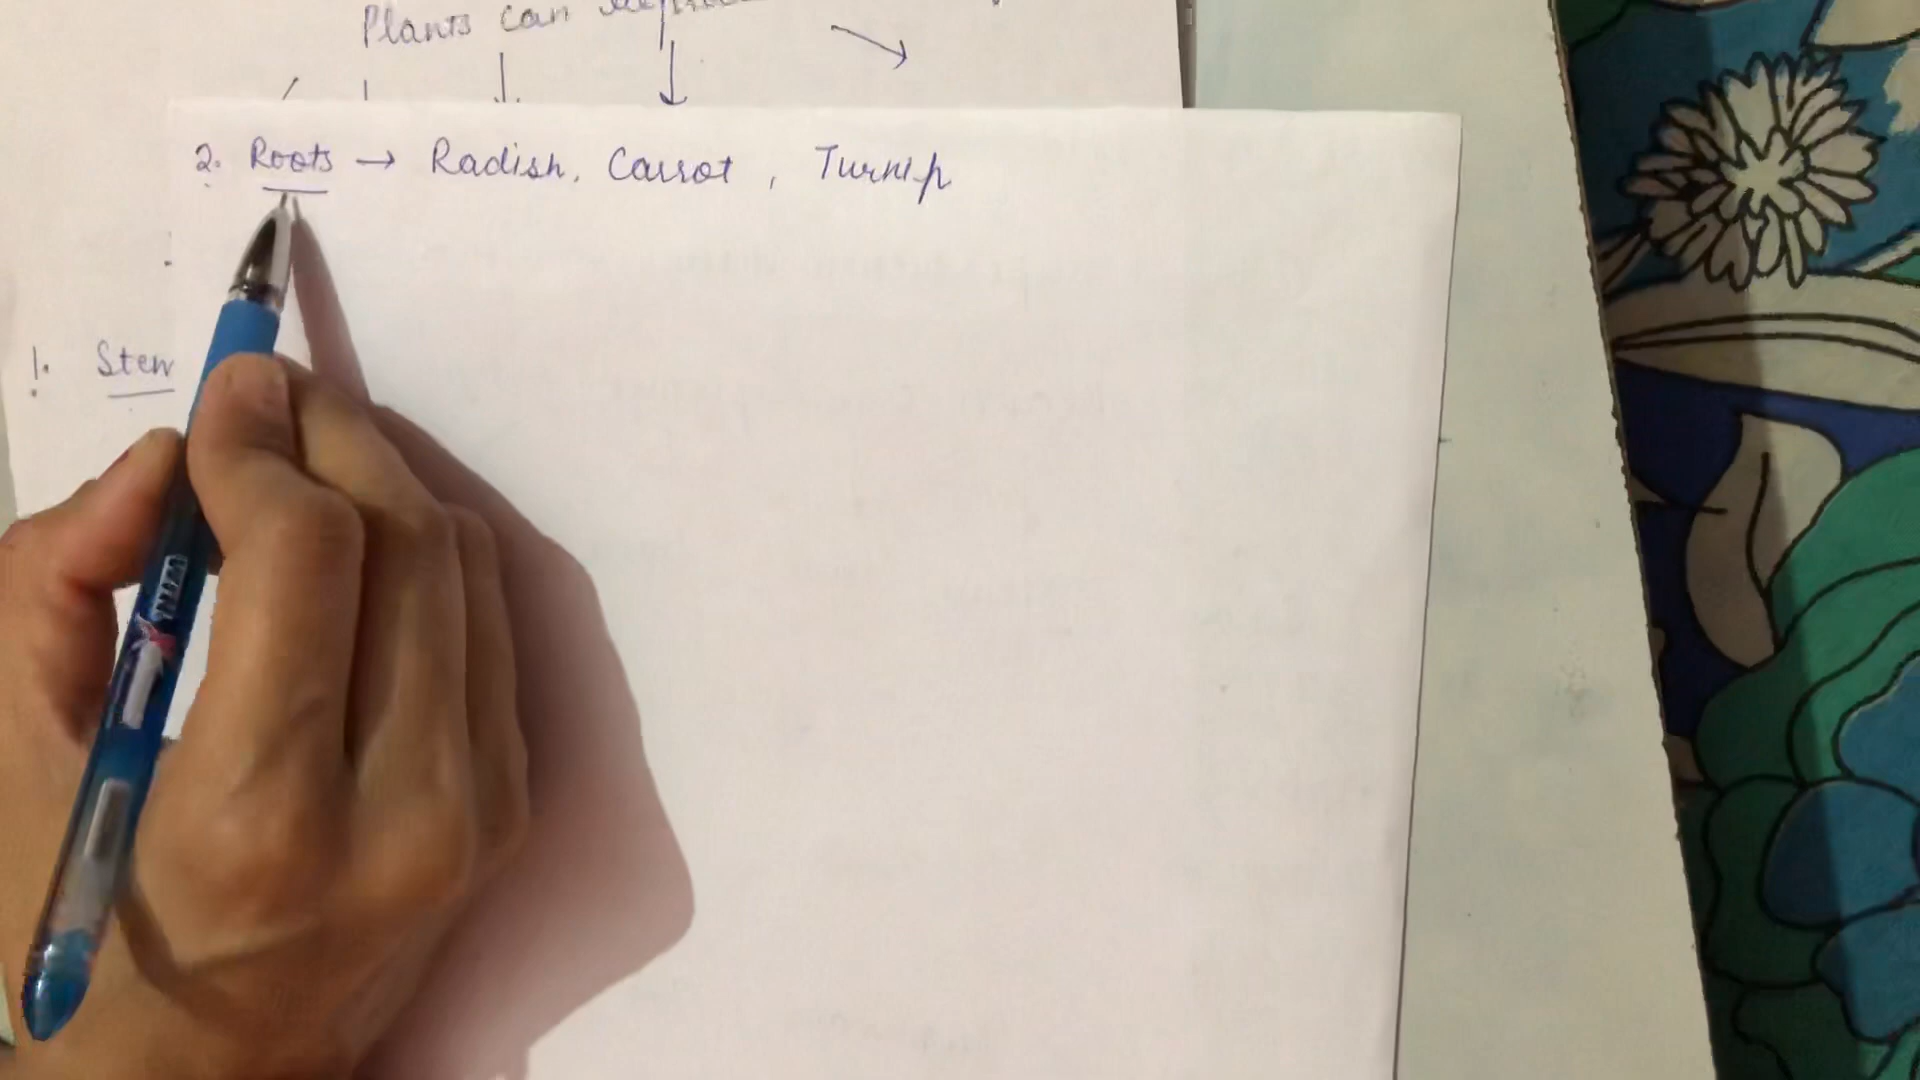 Plants can
2. Roots → Radish, Carrot, Turnip
1. Stem